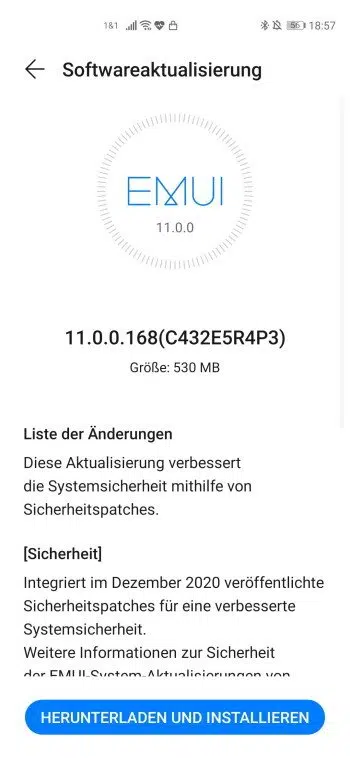 1&1 56 18:57
Softwareaktualisierung
EMUI
11.0.0
11.0.0.168(C432E5R4P3)
Größe: 530 MB
Liste der Änderungen
Diese Aktualisierung verbessert
die Systemsicherheit mithilfe von
Sicherheitspatches.
[Sicherheit]
Integriert im Dezember 2020 veröffentlichte
Sicherheitspatches für eine verbesserte
Systemsicherheit.
Weitere Informationen zur Sicherheit
der EMUI-System-Aktualisierungen von
HERUNTERLADEN UND INSTALLIEREN